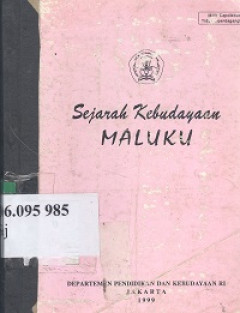 Sejarah Kebudayaan
MALUKU
6.095 985
j
DEPARTEMEN PENDIDIKAN DAN KEBUDAYAAN RI
JAKARTA
1999